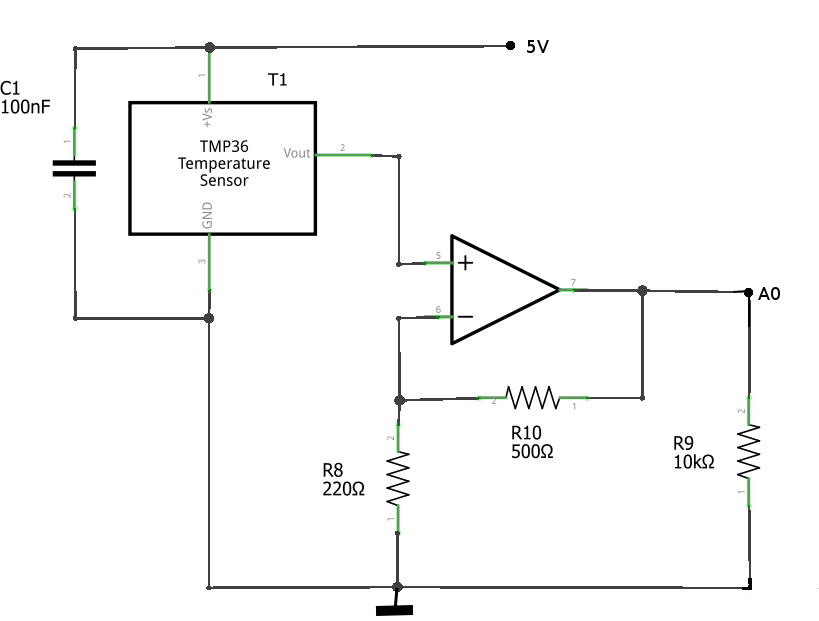 5V
T1
C1
100nF
1
1
2
+Vs
TMP36
Temperature
Sensor
Vout
2
GND
3
5
+
6
−
7
A0
2
1
R10
500Ω
R8
220Ω
2
1
R9
10kΩ
2
1